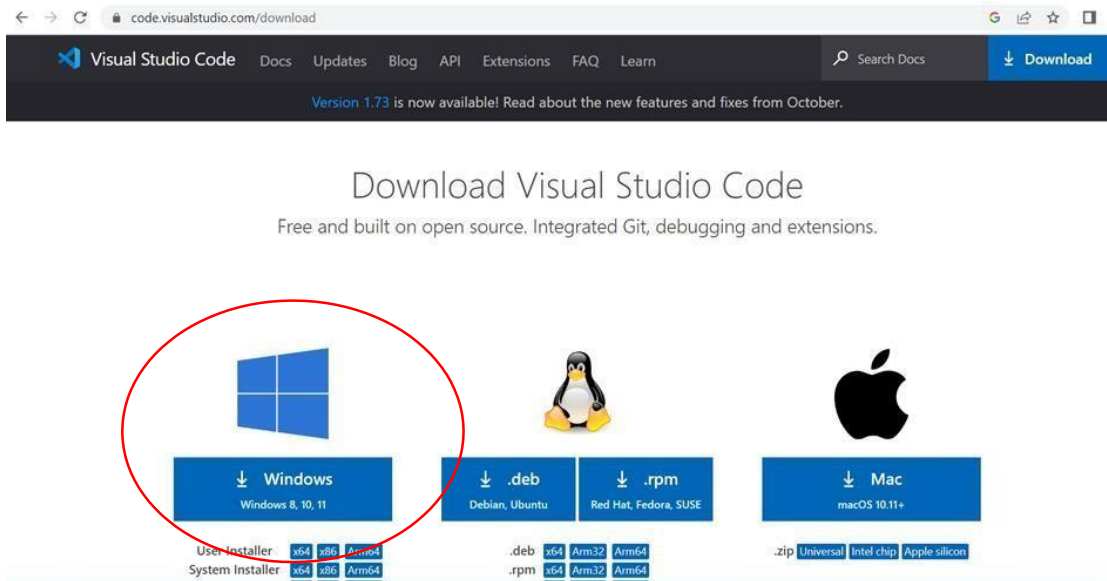 code.visualstudio.com/download
Visual Studio Code Docs Updates Blog API Extensions FAQ Learn Search Docs Download
Version 1.73 is now available! Read about the new features and fixes from October.
Download Visual Studio Code
Free and built on open source. Integrated Git, debugging and extensions.
Windows
Windows 8, 10, 11
User Installer x64 x86 Arm64
System Installer x64 x86 Arm64
.deb
Debian, Ubuntu
.rpm
Red Hat, Fedora, SUSE
.deb x64 Arm32 Arm64
.rpm x64 Arm32 Arm64
Mac
macOS 10.11+
.zip Universal Intel chip Apple silicon